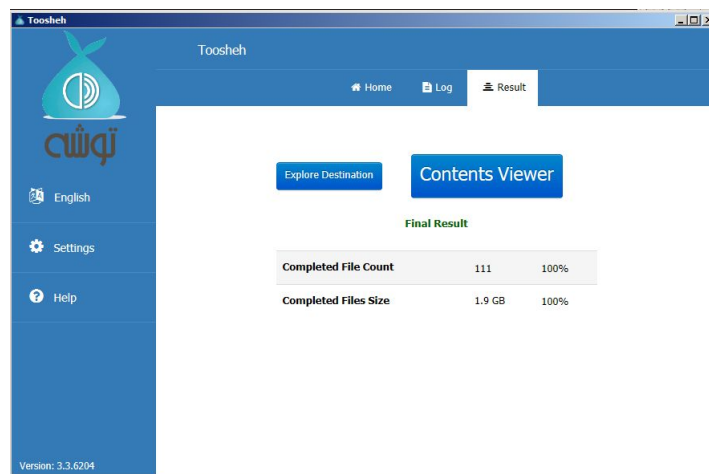 Toosheh
Toosheh
Home
Log
Result
توشه
English
Settings
Help
Explore Destination
Contents Viewer
Final Result
Completed File Count 111 100%
Completed Files Size 1.9 GB 100%
Version: 3.3.6204